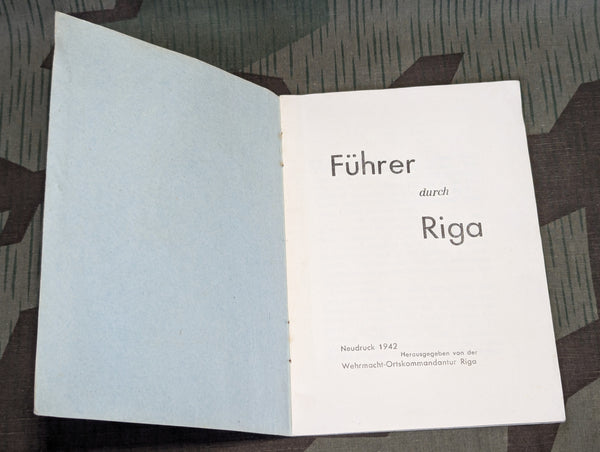 Führer
durch
Riga
Neudruck 1942
Herausgegeben von der
Wehrmacht-Ortskommandantur Riga